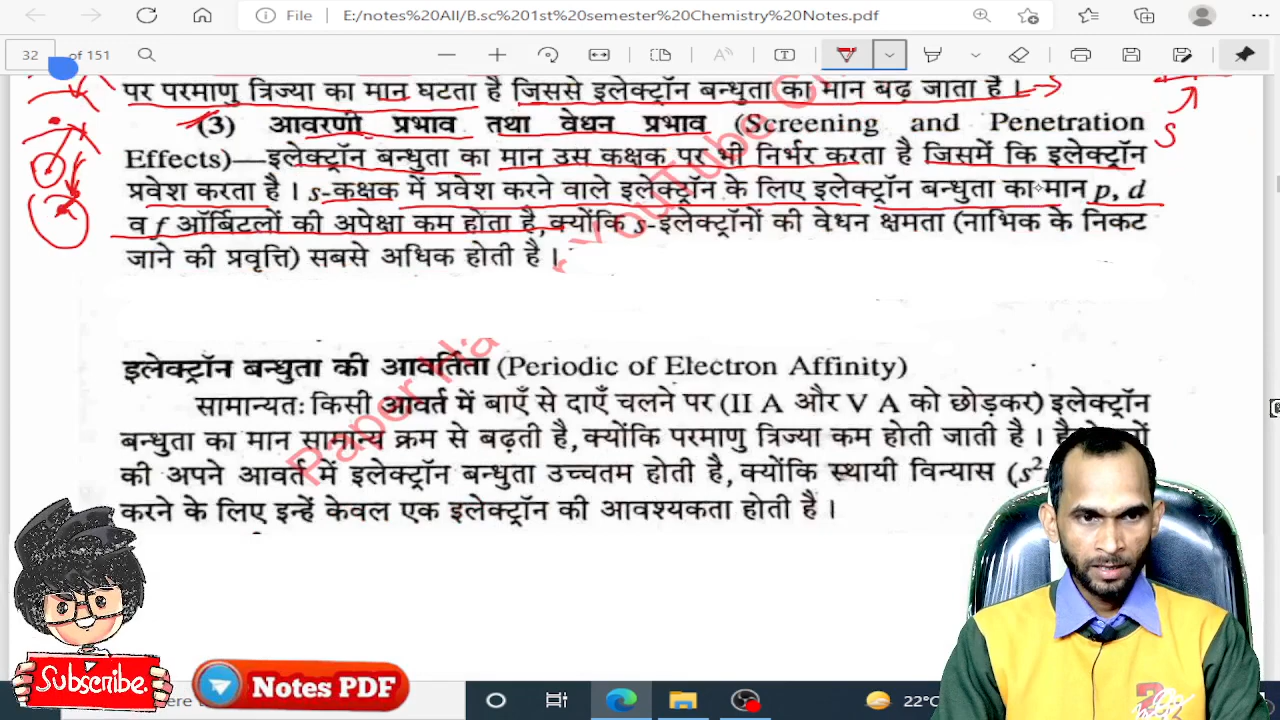 File
E:/notes%20All/B.sc%201st%20semester%20Chemistry%20Notes.pdf
32 of 151
पर परमाणु त्रिज्या का मान घटता है जिससे इलेक्ट्रॉन बन्धुता का मान बढ़ जाता है ।
S
(3) आवरणी प्रभाव तथा वेधन प्रभाव (Screening and Penetration
Effects)—इलेक्ट्रॉन बन्धुता का मान उस कक्षक पर भी निर्भर करता है जिसमें कि इलेक्ट्रॉन
प्रवेश करता है । s-कक्षक में प्रवेश करने वाले इलेक्ट्रॉन के लिए इलेक्ट्रॉन बन्धुता का मान p, d
व f ऑर्बिटलों की अपेक्षा कम होता है, क्योंकि s-इलेक्ट्रॉनों की वेधन क्षमता (नाभिक के निकट
जाने की प्रवृत्ति) सबसे अधिक होती है ।
YouTube
इलेक्ट्रॉन बन्धुता की आवर्तिता (Periodic of Electron Affinity)
सामान्यतः किसी आवर्त में बाएँ से दाएँ चलने पर (II A और V A को छोड़कर) इलेक्ट्रॉन
बन्धुता का मान सामान्य क्रम से बढ़ती है, क्योंकि परमाणु त्रिज्या कम होती जाती है ।
की अपने आवर्त में इलेक्ट्रॉन बन्धुता उच्चतम होती है, क्योंकि स्थायी विन्यास (s²
करने के लिए इन्हें केवल एक इलेक्ट्रॉन की आवश्यकता होती है ।
Paper
Subscribe.
Notes PDF
22°C